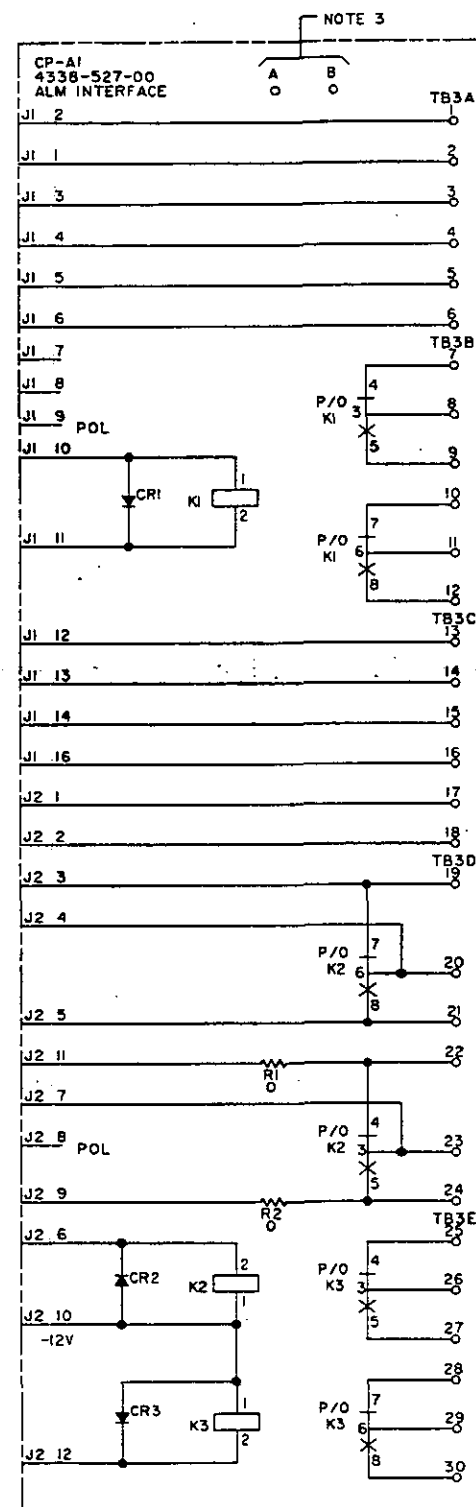 NOTE 3
CP-A1
4338-527-00
ALM INTERFACE
A B
TB3A
J1 2 1
J1 1 2
J1 3 3
J1 4 4
J1 5 5
J1 6 6
TB3B
J1 7 7
J1 8
4
P/O 3 8
K1
J1 9 POL
5
9
J1 10
10
CR1 K1 1
2
7
P/O 6 11
K1
8
J1 11
12
TB3C
J1 12 13
J1 13 14
J1 14 15
J1 16 16
J2 1 17
J2 2 18
TB3D
J2 3 19
J2 4
7
P/O 6 20
K2
8
J2 5 21
J2 11 22
R1
0
J2 7
4
P/O 3 23
K2
J2 8 POL
5
J2 9 24
R2
0
TB3E
J2 6 25
CR2 K2 2
1
4
P/O 3 26
K3
5
J2 10 27
-12V
28
CR3 K3 1
2
7
P/O 6 29
K3
8
J2 12 30